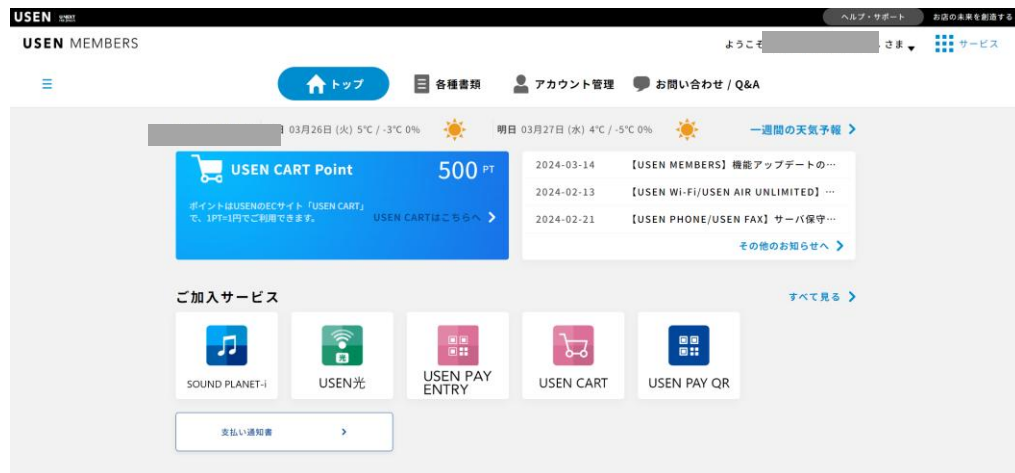 USEN
ヘルプ・サポート
お店の未来を創造する
USEN MEMBERS
ようこそ
さま
サービス
トップ
各種書類
アカウント管理
お問い合わせ / Q&A
03月26日 (火) 5℃ / -3℃ 0%
明日 03月27日 (水) 4℃ / -5℃ 0%
一週間の天気予報
USEN CART Point
500 PT
ポイントはUSENのECサイト「USEN CART」
で、1PT=1円でご利用できます。
USEN CARTはこちらへ
2024-03-14 【USEN MEMBERS】機能アップデートの…
2024-02-13 【USEN Wi-Fi/USEN AIR UNLIMITED】…
2024-02-21 【USEN PHONE/USEN FAX】サーバ保守…
その他のお知らせへ
ご加入サービス
すべて見る
光
SOUND PLANET-i
USEN光
USEN PAY
ENTRY
USEN CART
USEN PAY QR
支払い通知書